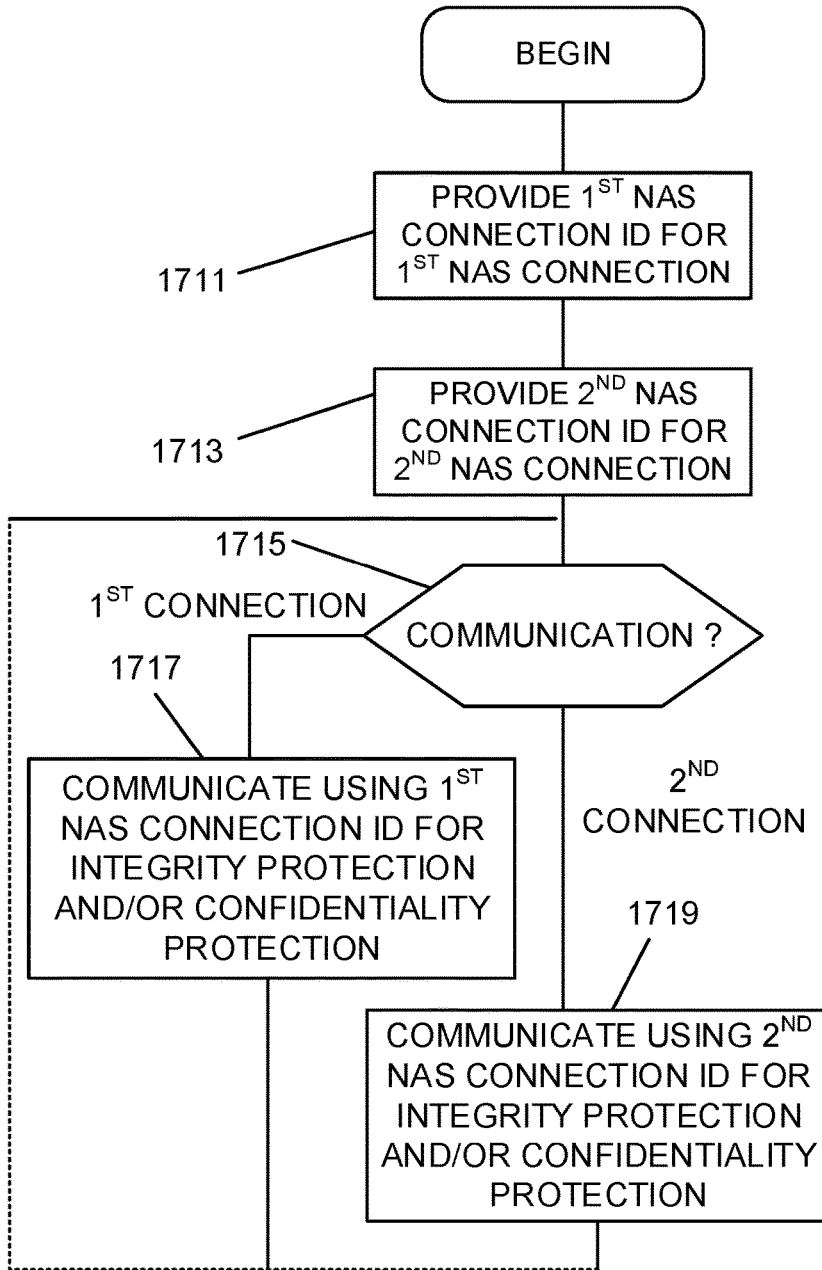 BEGIN
PROVIDE 1ST NAS
CONNECTION ID FOR
1ST NAS CONNECTION
1711
PROVIDE 2ND NAS
CONNECTION ID FOR
2ND NAS CONNECTION
1713
1715
1ST CONNECTION
COMMUNICATION ?
1717
COMMUNICATE USING 1ST
NAS CONNECTION ID FOR
INTEGRITY PROTECTION
AND/OR CONFIDENTIALITY
PROTECTION
2ND
CONNECTION
1719
COMMUNICATE USING 2ND
NAS CONNECTION ID FOR
INTEGRITY PROTECTION
AND/OR CONFIDENTIALITY
PROTECTION